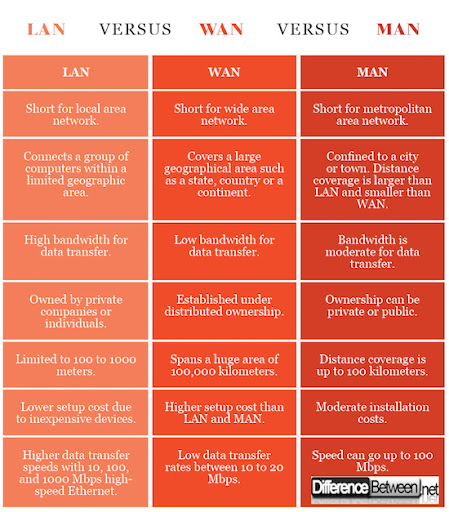 LAN VERSUS WAN VERSUS MAN
LAN
WAN
MAN
Short for local area
network.
Short for wide area
network.
Short for metropolitan
area network.
Connects a group of
computers within a
limited geographic
area.
Covers a large
geographical area such
as a state, country or a
continent.
Confined to a city
or town. Distance
coverage is larger than
LAN and smaller than
WAN.
High bandwidth for
data transfer.
Low bandwidth for
data transfer.
Bandwidth is
moderate for data
transfer.
Owned by private
companies or
individuals.
Established under
distributed ownership.
Ownership can be
private or public.
Limited to 100 to 1000
meters.
Spans a huge area of
100,000 kilometers.
Distance coverage is
up to 100 kilometers.
Lower setup cost due
to inexpensive devices.
Higher setup cost than
LAN and MAN.
Moderate installation
costs.
Higher data transfer
speeds with 10, 100,
and 1000 Mbps high-
speed Ethernet.
Low data transfer
rates between 10 to 20
Mbps.
Speed can go up to 100
Mbps.
DifferenceBetween.net